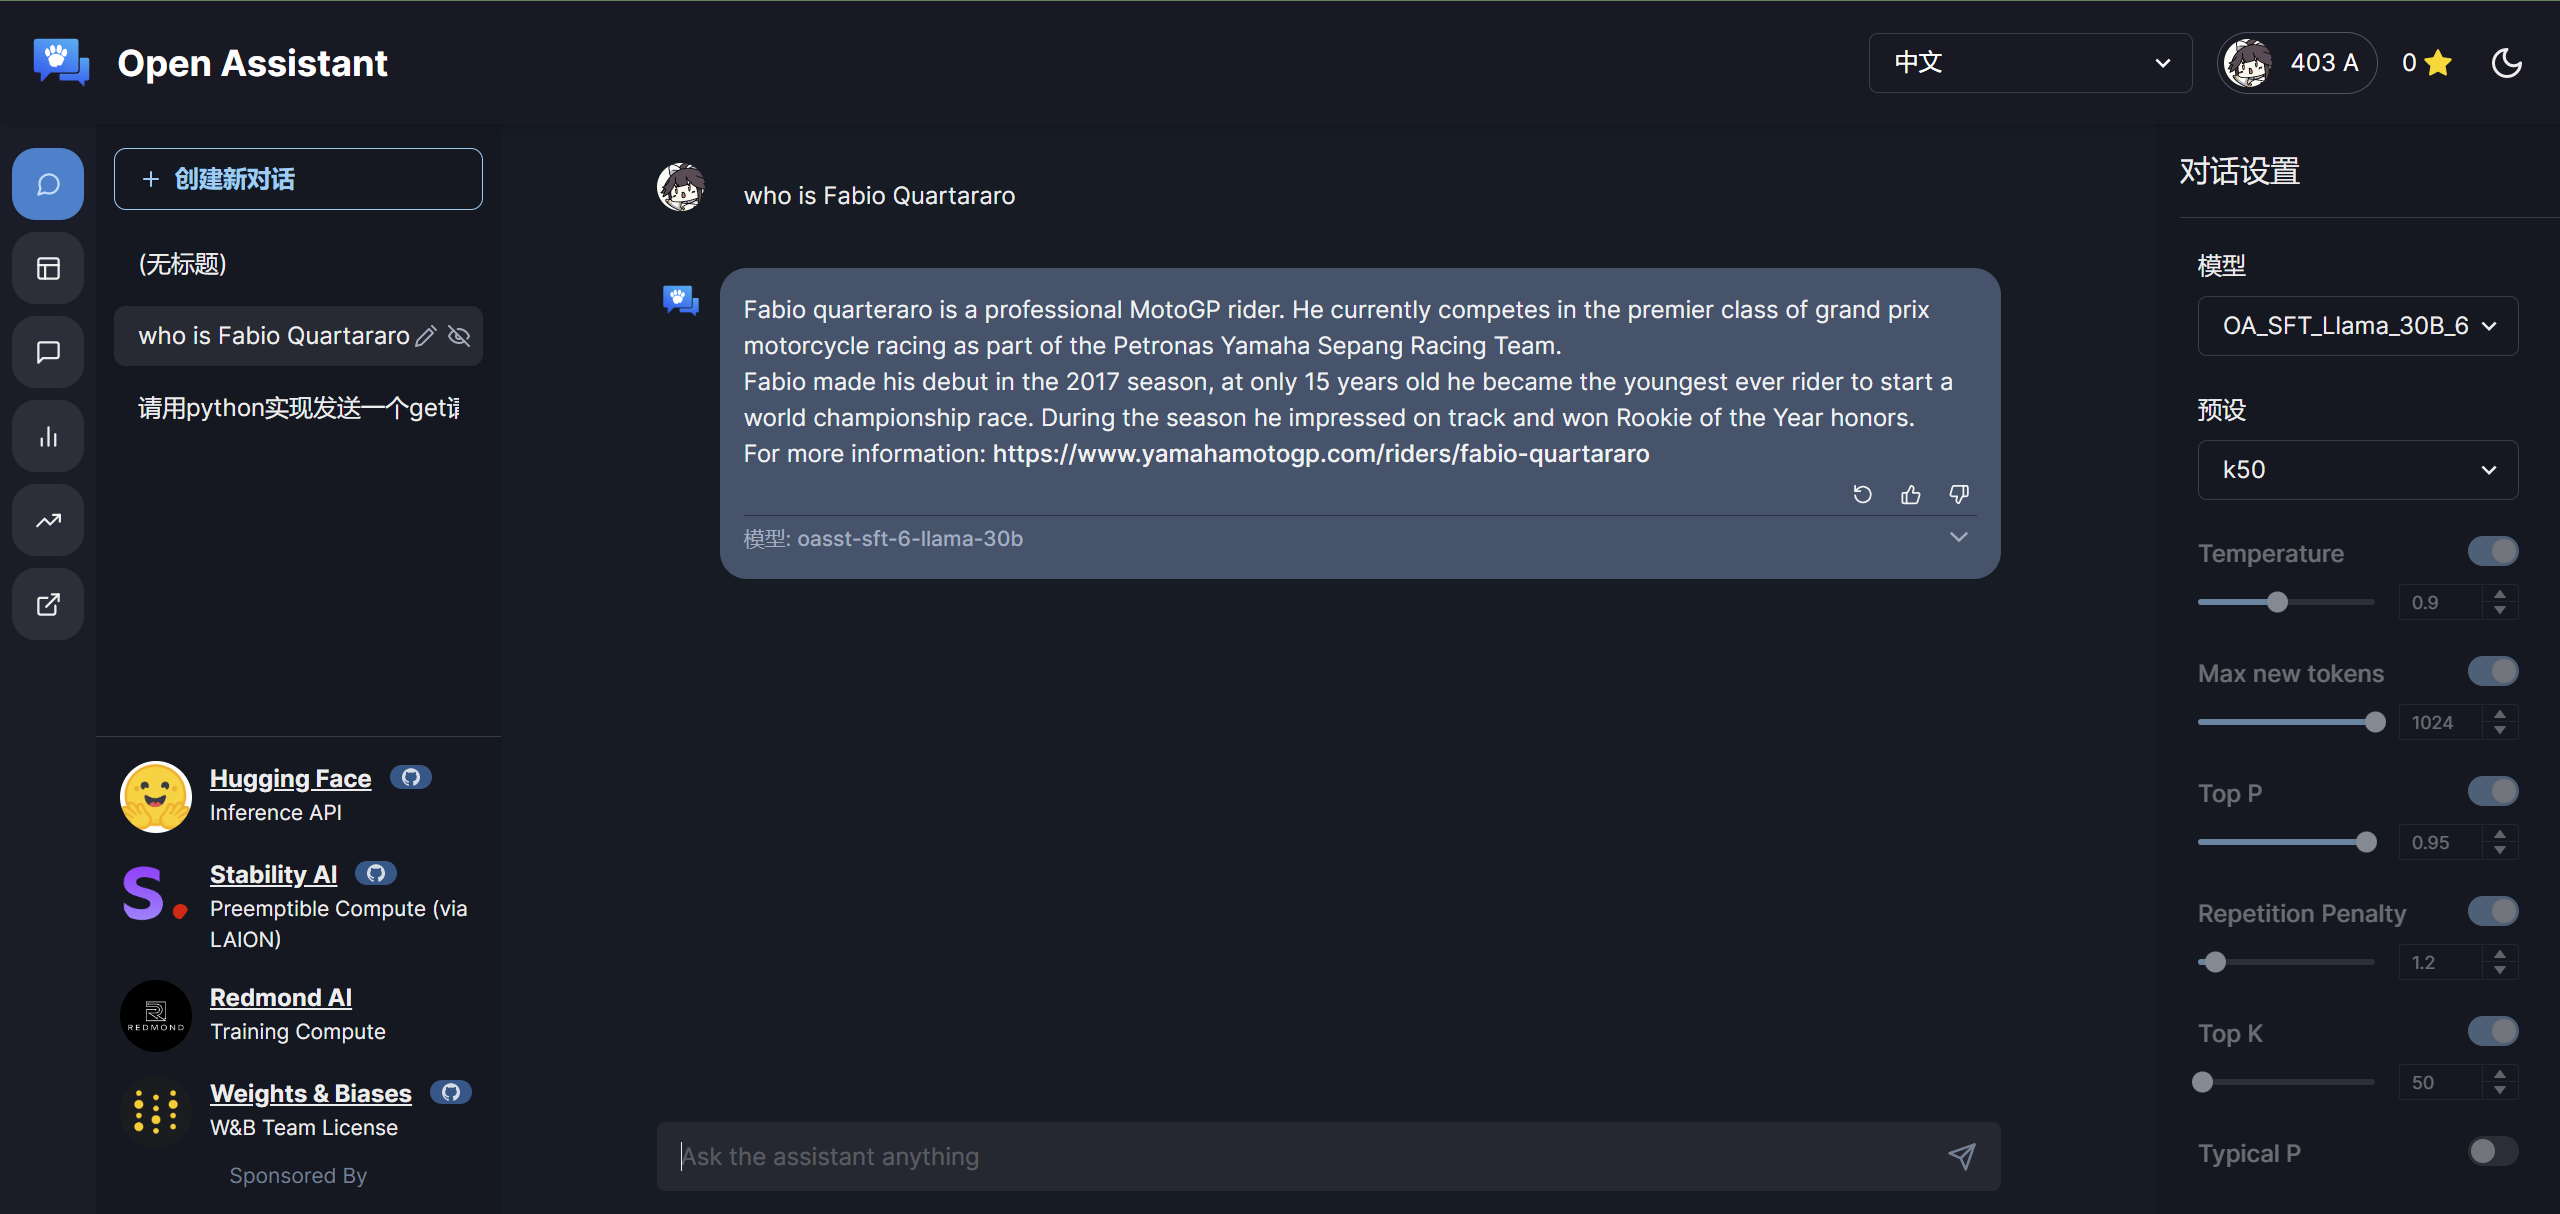 Open Assistant
中文
403 A
0
创建新对话
(无标题)
who is Fabio Quartararo
请用python实现发送一个get
Hugging Face
Inference API
Stability AI
Preemptible Compute (via
LAION)
REDMOND
Redmond AI
Training Compute
Weights & Biases
W&B Team License
Sponsored By
who is Fabio Quartararo
Fabio quarteraro is a professional MotoGP rider. He currently competes in the premier class of grand prix
motorcycle racing as part of the Petronas Yamaha Sepang Racing Team.
Fabio made his debut in the 2017 season, at only 15 years old he became the youngest ever rider to start a
world championship race. During the season he impressed on track and won Rookie of the Year honors.
For more information: https://www.yamahamotogp.com/riders/fabio-quartararo
模型: oasst-sft-6-llama-30b
Ask the assistant anything
对话设置
模型
OA_SFT_Llama_30B_6
预设
k50
Temperature
0.9
Max new tokens
1024
Top P
0.95
Repetition Penalty
1.2
Top K
50
Typical P